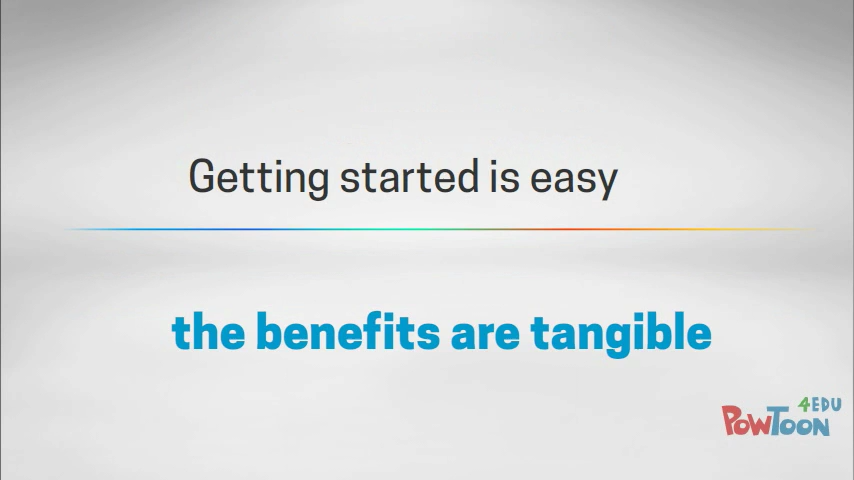 Getting started is easy
the benefits are tangible
4EDU
POWTOON